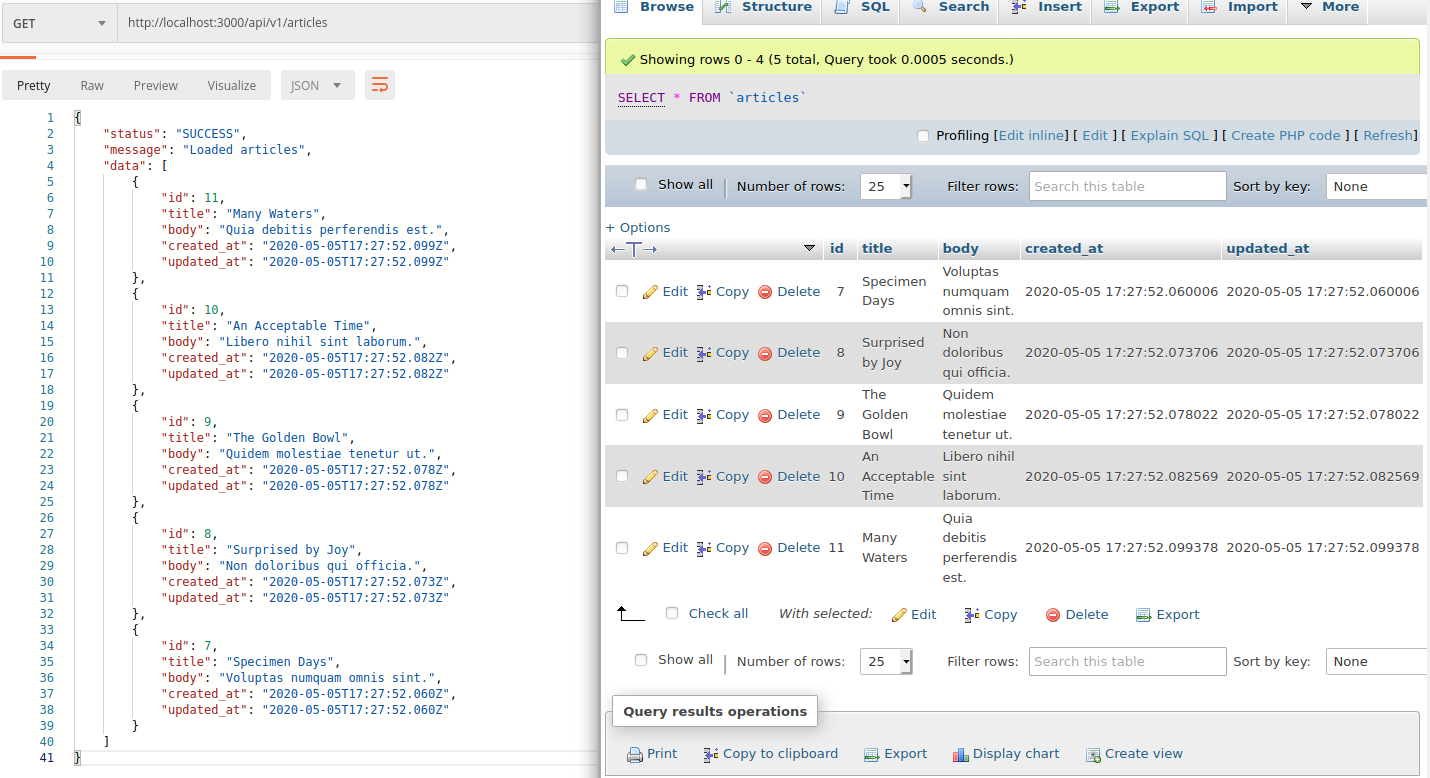 GET http://localhost:3000/api/v1/articles
Pretty Raw Preview Visualize JSON
1 {
2 "status": "SUCCESS",
3 "message": "Loaded articles",
4 "data": [
5 {
6 "id": 11,
7 "title": "Many Waters",
8 "body": "Quia debitis perferendis est.",
9 "created_at": "2020-05-05T17:27:52.099Z",
10 "updated_at": "2020-05-05T17:27:52.099Z"
11 },
12 {
13 "id": 10,
14 "title": "An Acceptable Time",
15 "body": "Libero nihil sint laborum.",
16 "created_at": "2020-05-05T17:27:52.082Z",
17 "updated_at": "2020-05-05T17:27:52.082Z"
18 },
19 {
20 "id": 9,
21 "title": "The Golden Bowl",
22 "body": "Quidem molestiae tenetur ut.",
23 "created_at": "2020-05-05T17:27:52.078Z",
24 "updated_at": "2020-05-05T17:27:52.078Z"
25 },
26 {
27 "id": 8,
28 "title": "Surprised by Joy",
29 "body": "Non doloribus qui officia.",
30 "created_at": "2020-05-05T17:27:52.073Z",
31 "updated_at": "2020-05-05T17:27:52.073Z"
32 },
33 {
34 "id": 7,
35 "title": "Specimen Days",
36 "body": "Voluptas numquam omnis sint.",
37 "created_at": "2020-05-05T17:27:52.060Z",
38 "updated_at": "2020-05-05T17:27:52.060Z"
39 }
40 ]
41 }
Browse Structure SQL Search Insert Export Import More
Showing rows 0 - 4 (5 total, Query took 0.0005 seconds.)
SELECT * FROM `articles`
Profiling [Edit inline] [ Edit ] [ Explain SQL ] [ Create PHP code ] [ Refresh]
Show all Number of rows: 25 Filter rows: Search this table Sort by key: None
+ Options
id title body created_at updated_at
Edit Copy Delete 7 Specimen Days Voluptas numquam omnis sint. 2020-05-05 17:27:52.060006 2020-05-05 17:27:52.060006
Edit Copy Delete 8 Surprised by Joy Non doloribus qui officia. 2020-05-05 17:27:52.073706 2020-05-05 17:27:52.073706
Edit Copy Delete 9 The Golden Bowl Quidem molestiae tenetur ut. 2020-05-05 17:27:52.078022 2020-05-05 17:27:52.078022
Edit Copy Delete 10 An Acceptable Time Libero nihil sint laborum. 2020-05-05 17:27:52.082569 2020-05-05 17:27:52.082569
Edit Copy Delete 11 Many Waters Quia debitis perferendis est. 2020-05-05 17:27:52.099378 2020-05-05 17:27:52.099378
Check all With selected: Edit Copy Delete Export
Show all Number of rows: 25 Filter rows: Search this table Sort by key: None
Query results operations
Print Copy to clipboard Export Display chart Create view